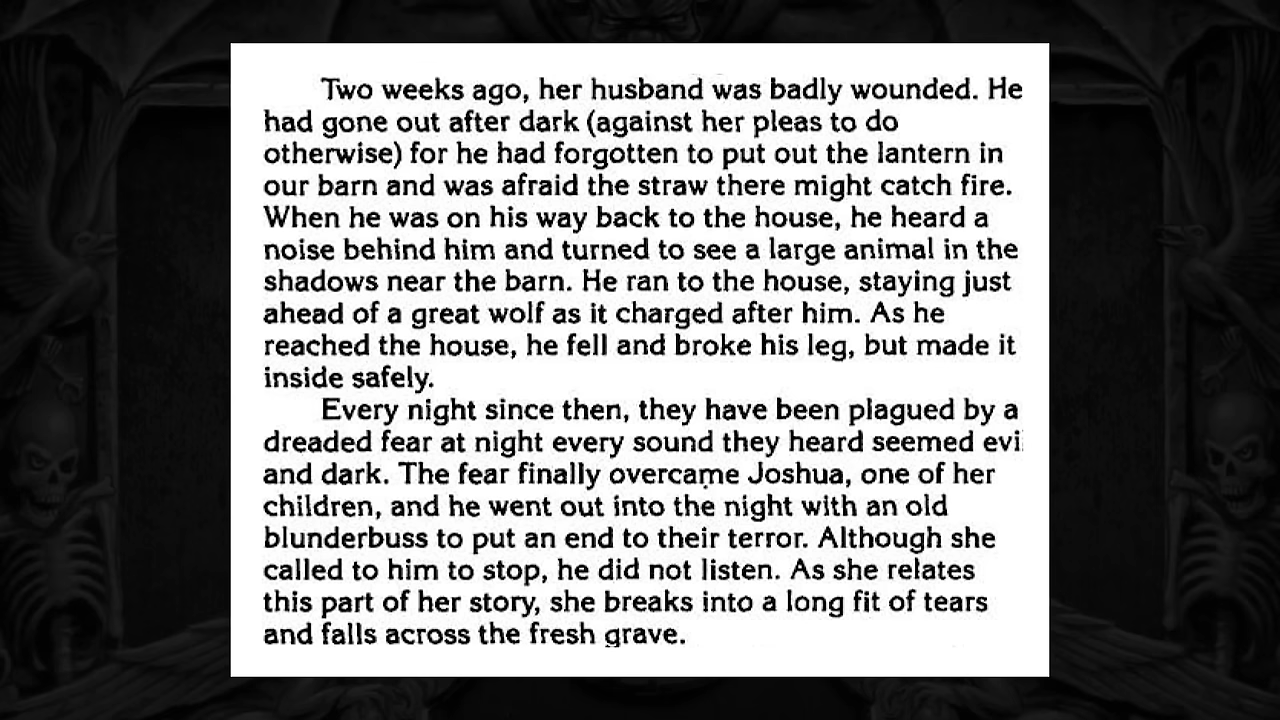 Two weeks ago, her husband was badly wounded. He
had gone out after dark (against her pleas to do
otherwise) for he had forgotten to put out the lantern in
our barn and was afraid the straw there might catch fire.
When he was on his way back to the house, he heard a
noise behind him and turned to see a large animal in the
shadows near the barn. He ran to the house, staying just
ahead of a great wolf as it charged after him. As he
reached the house, he fell and broke his leg, but made it
inside safely.
Every night since then, they have been plagued by a
dreaded fear at night every sound they heard seemed evi
and dark. The fear finally overcame Joshua, one of her
children, and he went out into the night with an old
blunderbuss to put an end to their terror. Although she
called to him to stop, he did not listen. As she relates
this part of her story, she breaks into a long fit of tears
and falls across the fresh grave.